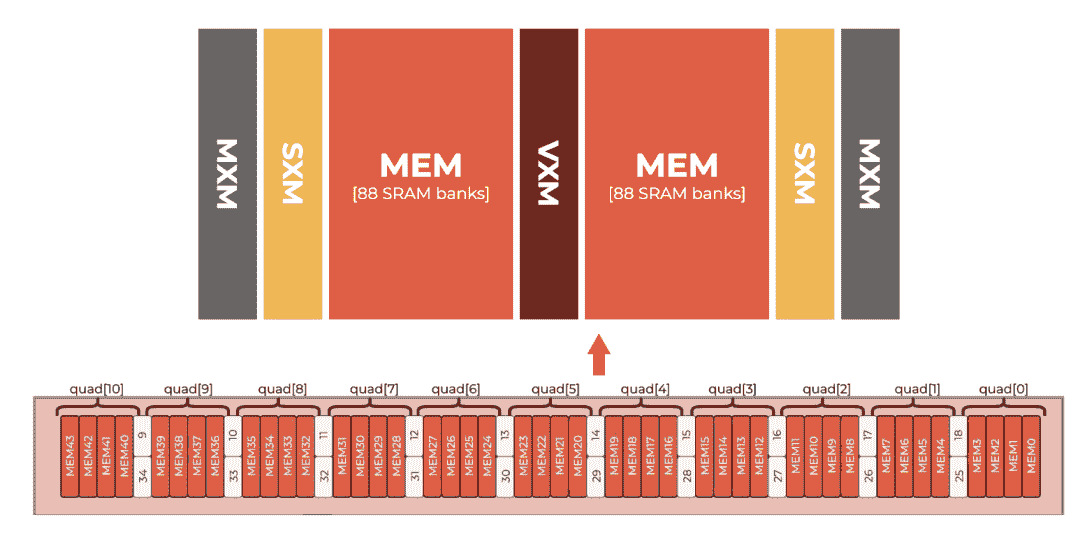 MXM
SXM
MEM
[88 SRAM banks]
VXM
MEM
[88 SRAM banks]
SXM
MXM
quad[10] quad[9] quad[8] quad[7] quad[6] quad[5] quad[4] quad[3] quad[2] quad[1] quad[0]
MEM43
MEM42
MEM41
MEM40
9
34
MEM39
MEM38
MEM37
MEM36
10
33
MEM35
MEM34
MEM33
MEM32
11
32
MEM31
MEM30
MEM29
MEM28
12
31
MEM27
MEM26
MEM25
MEM24
13
30
MEM23
MEM22
MEM21
MEM20
14
29
MEM19
MEM18
MEM17
MEM16
15
28
MEM15
MEM14
MEM13
MEM12
16
27
MEM11
MEM10
MEM9
MEM8
17
26
MEM7
MEM6
MEM5
MEM4
18
25
MEM3
MEM2
MEM1
MEM0